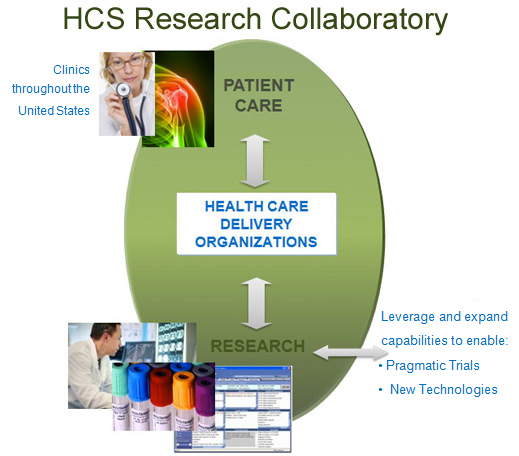 HCS Research Collaboratory
Clinics
throughout the
United States
PATIENT
CARE
HEALTH CARE
DELIVERY
ORGANIZATIONS
RESEARCH
Leverage and expand
capabilities to enable:
• Pragmatic Trials
• New Technologies